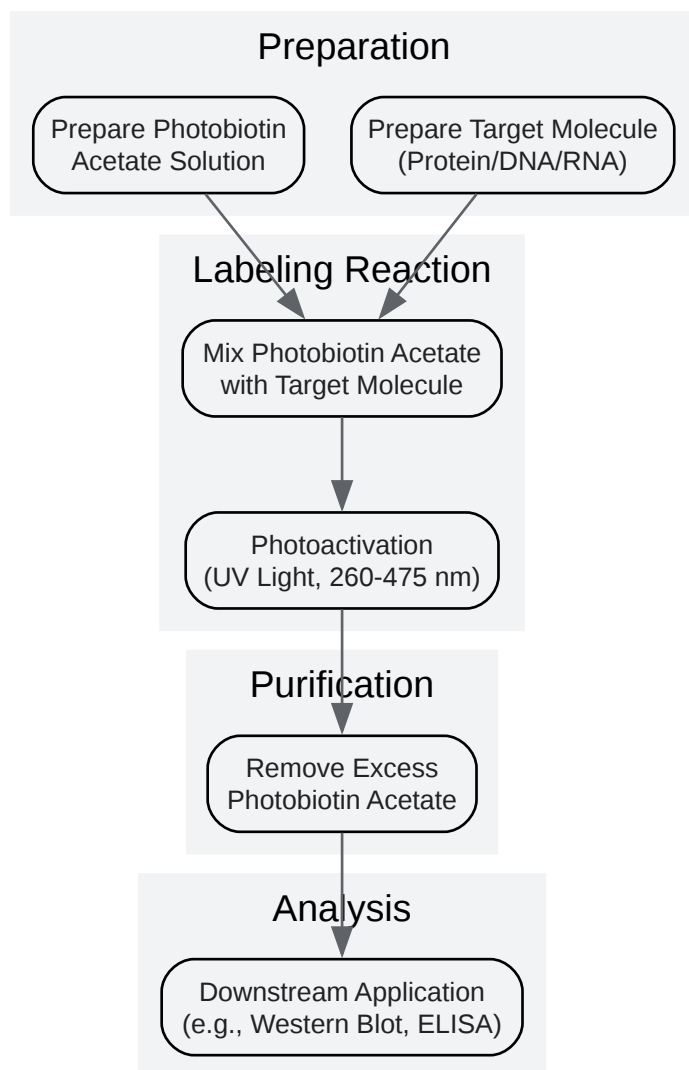 Preparation
Prepare Photobiotin
Acetate Solution
Prepare Target Molecule
(Protein/DNA/RNA)
Labeling Reaction
Mix Photobiotin Acetate
with Target Molecule
Photoactivation
(UV Light, 260-475 nm)
Purification
Remove Excess
Photobiotin Acetate
Analysis
Downstream Application
(e.g., Western Blot, ELISA)